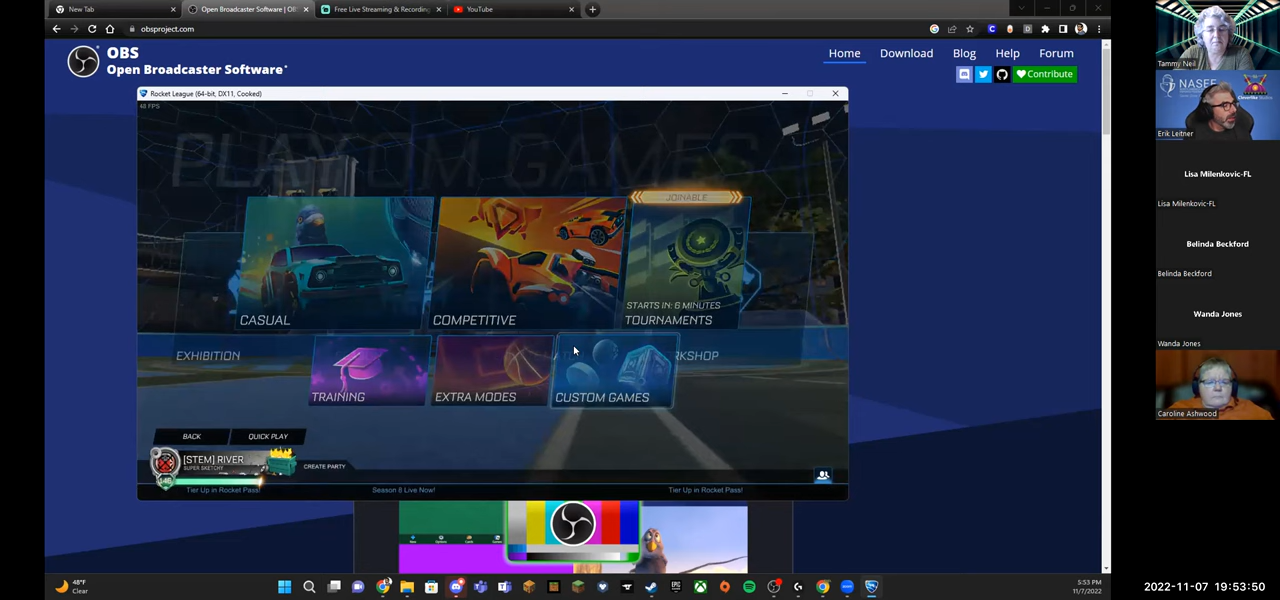 New Tab
Open Broadcaster Software | OBS
Free Live Streaming & Recording
YouTube
obsproject.com
OBS
Open Broadcaster Software
Home
Download
Blog
Help
Forum
Contribute
Rocket League (64-bit, DX11, Cooked)
48 FPS
JOINABLE
CASUAL
COMPETITIVE
STARTS IN: 6 MINUTES
TOURNAMENTS
EXHIBITION
TRAINING
EXTRA MODES
CUSTOM GAMES
BACK
QUICK PLAY
[STEM] RIVER
SUPER SKETCHY
CREATE PARTY
Tier Up in Rocket Pass!
Season 8 Live Now!
Tier Up in Rocket Pass!
48°F
Clear
5:53 PM
11/7/2022
Tammy Neil
NASEF
Erik Leitner
Lisa Milenkovic-FL
Lisa Milenkovic-FL
Belinda Beckford
Belinda Beckford
Wanda Jones
Wanda Jones
Caroline Ashwood
2022-11-07 19:53:50